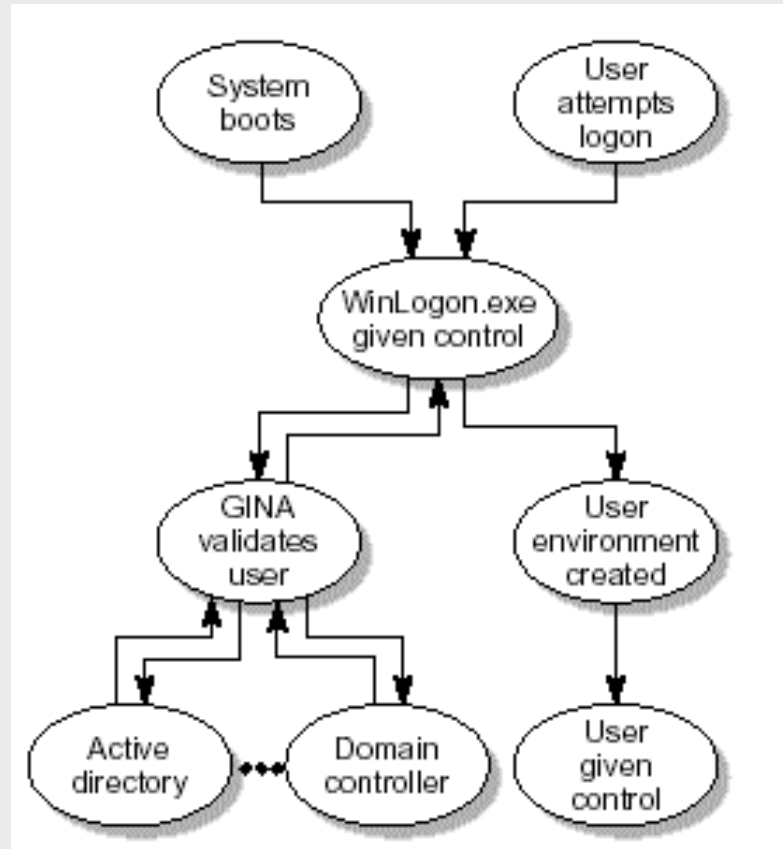 System
boots
User
attempts
logon
WinLogon.exe
given control
GINA
validates
user
User
environment
created
Active
directory
Domain
controller
User
given
control